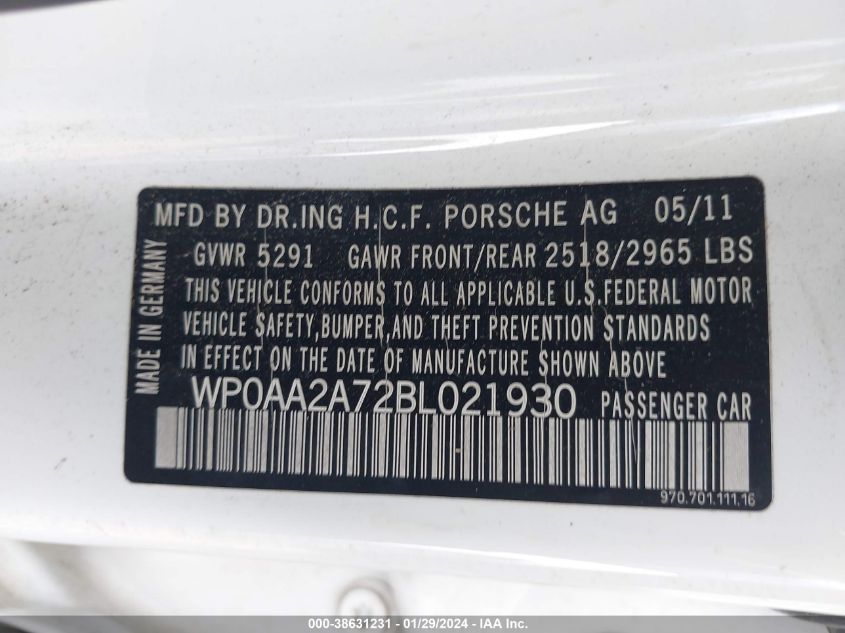 MFD BY DR.ING H.C.F. PORSCHE AG 05/11
GVWR 5291 GAWR FRONT/REAR 2518/2965 LBS
THIS VEHICLE CONFORMS TO ALL APPLICABLE U.S.FEDERAL MOTOR
VEHICLE SAFETY,BUMPER,AND THEFT PREVENTION STANDARDS
IN EFFECT ON THE DATE OF MANUFACTURE SHOWN ABOVE
WP0AA2A72BL021930 PASSENGER CAR
MADE IN GERMANY
970.701.111.16
000-38631231 - 01/29/2024 - IAA Inc.